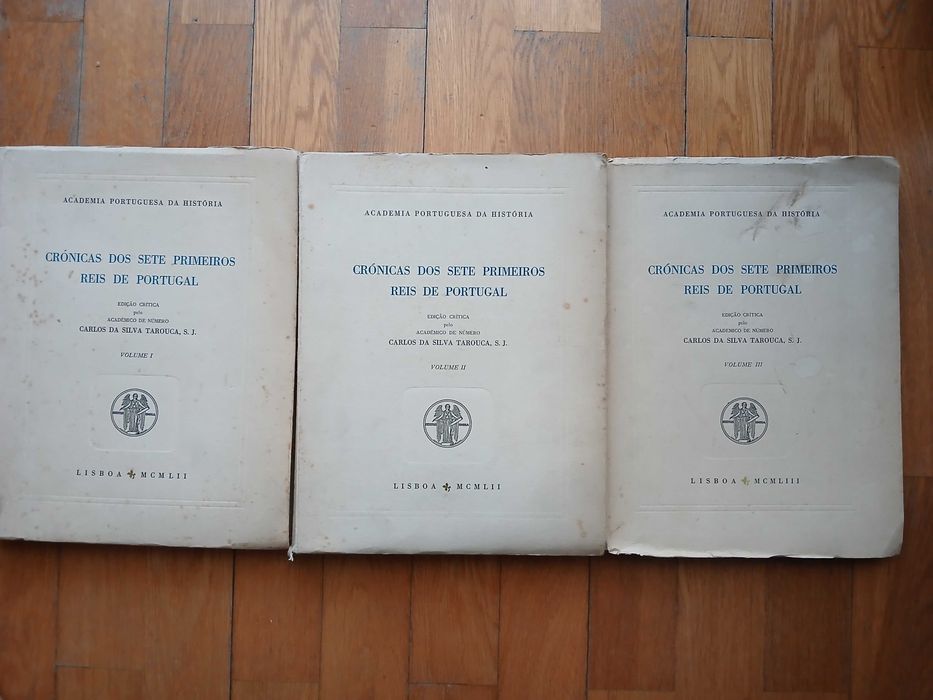 ACADEMIA PORTUGUESA DA HISTÓRIA
CRÓNICAS DOS SETE PRIMEIROS
REIS DE PORTUGAL
EDIÇÃO CRÍTICA
pelo
ACADÉMICO DE NÚMERO
CARLOS DA SILVA TAROUCA, S. J.
VOLUME I
LISBOA MCMLII
ACADEMIA PORTUGUESA DA HISTÓRIA
CRÓNICAS DOS SETE PRIMEIROS
REIS DE PORTUGAL
EDIÇÃO CRÍTICA
pelo
ACADÉMICO DE NÚMERO
CARLOS DA SILVA TAROUCA, S. J.
VOLUME II
LISBOA MCMLII
ACADEMIA PORTUGUESA DA HISTÓRIA
CRÓNICAS DOS SETE PRIMEIROS
REIS DE PORTUGAL
EDIÇÃO CRÍTICA
pelo
ACADÉMICO DE NÚMERO
CARLOS DA SILVA TAROUCA, S. J.
VOLUME III
LISBOA MCMLIII